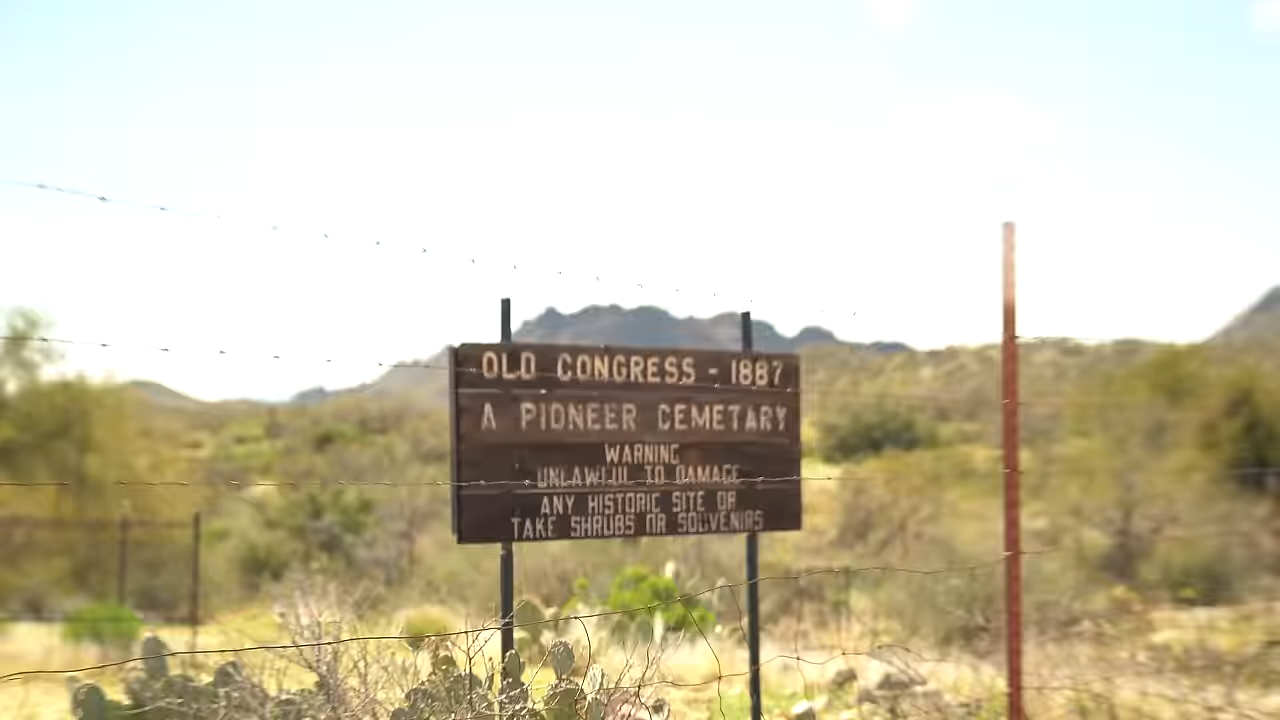 OLD CONGRESS - 1887
A PIONEER CEMETARY
WARNING
UNLAWFUL TO DAMAGE
ANY HISTORIC SITE OR
TAKE SHRUBS OR SOUVENIRS